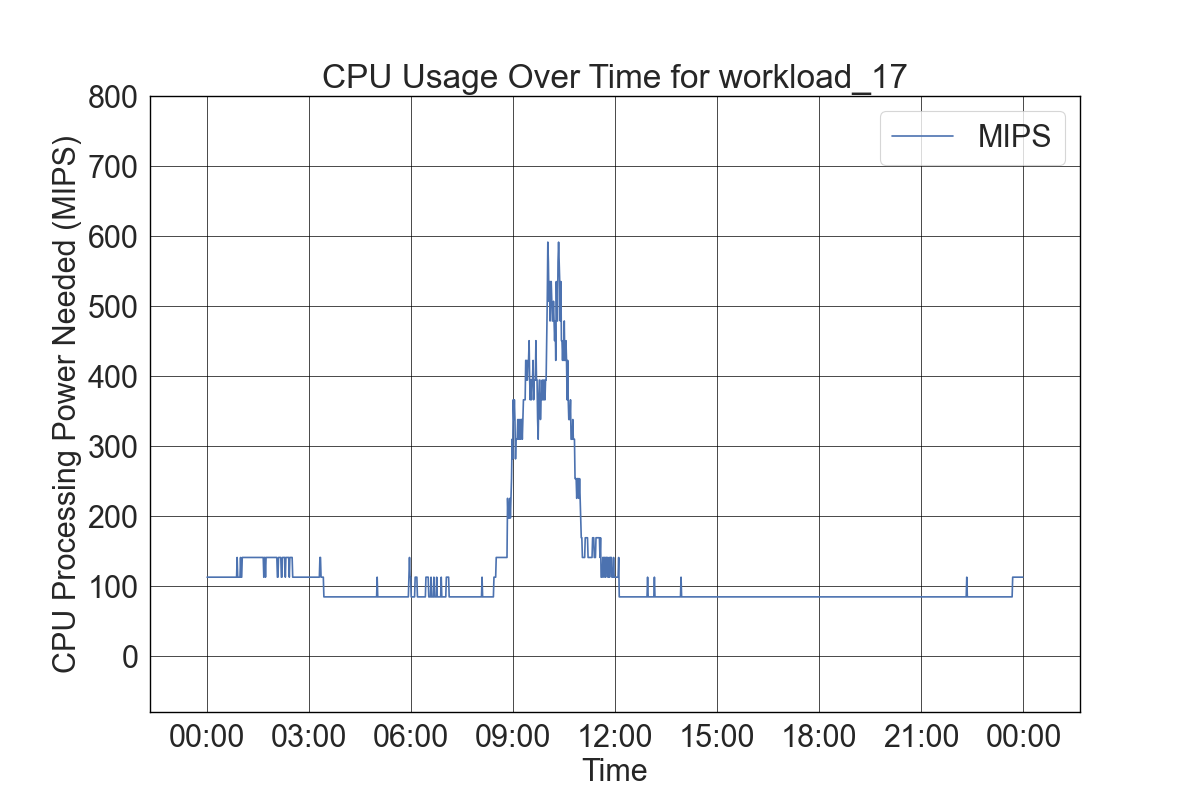 CPU Usage Over Time for workload_17
MIPS
CPU Processing Power Needed (MIPS)
800
700
600
500
400
300
200
100
0
00:00 03:00 06:00 09:00 12:00 15:00 18:00 21:00 00:00
Time